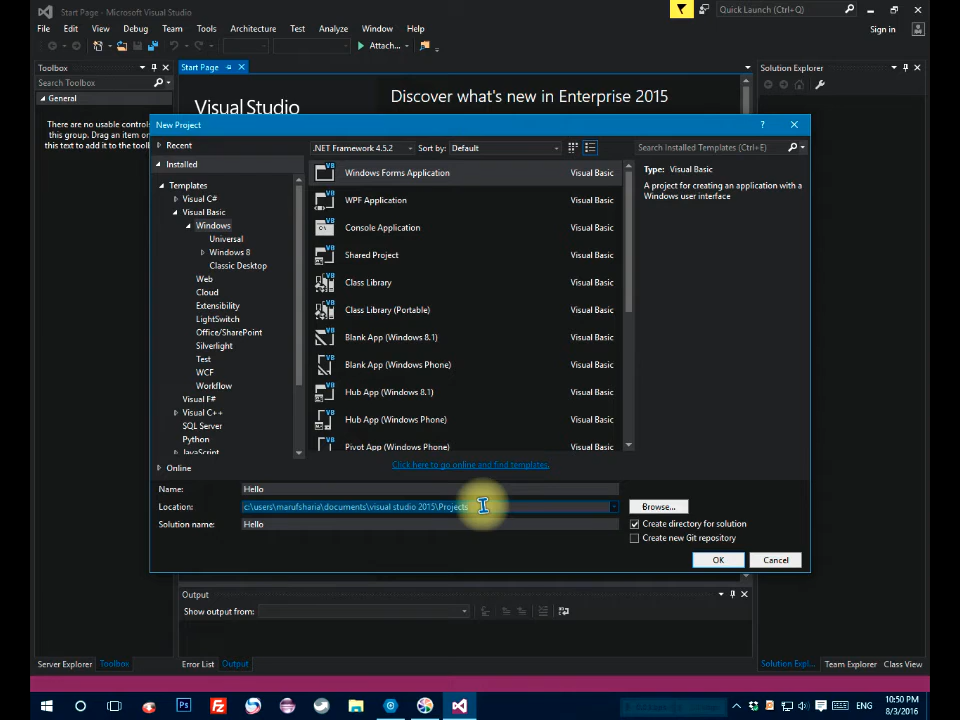 Start Page - Microsoft Visual Studio
Quick Launch (Ctrl+Q)
File Edit View Debug Team Tools Architecture Test Analyze Window Help
Sign in
Attach...
Toolbox
Start Page
Solution Explorer
Search Toolbox
General
There are no usable controls
this group. Drag an item on
this text to add it to the toolb
Visual Studio
Discover what's new in Enterprise 2015
New Project
?
Recent
.NET Framework 4.5.2
Sort by: Default
Search Installed Templates (Ctrl+E)
Installed
Templates
Visual C#
Visual Basic
Windows
Universal
Windows 8
Classic Desktop
Web
Cloud
Extensibility
LightSwitch
Office/SharePoint
Silverlight
Test
WCF
Workflow
Visual F#
Visual C++
SQL Server
Python
JavaScript
Online
Windows Forms Application Visual Basic
WPF Application Visual Basic
Console Application Visual Basic
Shared Project Visual Basic
Class Library Visual Basic
Class Library (Portable) Visual Basic
Blank App (Windows 8.1) Visual Basic
Blank App (Windows Phone) Visual Basic
Hub App (Windows 8.1) Visual Basic
Hub App (Windows Phone) Visual Basic
Pivot App (Windows Phone) Visual Basic
Click here to go online and find templates.
Type: Visual Basic
A project for creating an application with a
Windows user interface
Name: Hello
Location: c:\users\marufsharia\documents\visual studio 2015\Projects
Browse...
Solution name: Hello
Create directory for solution
Create new Git repository
OK
Cancel
Output
Show output from:
Server Explorer Toolbox
Error List Output
Solution Expl... Team Explorer Class View
ENG
10:50 PM
8/3/2016